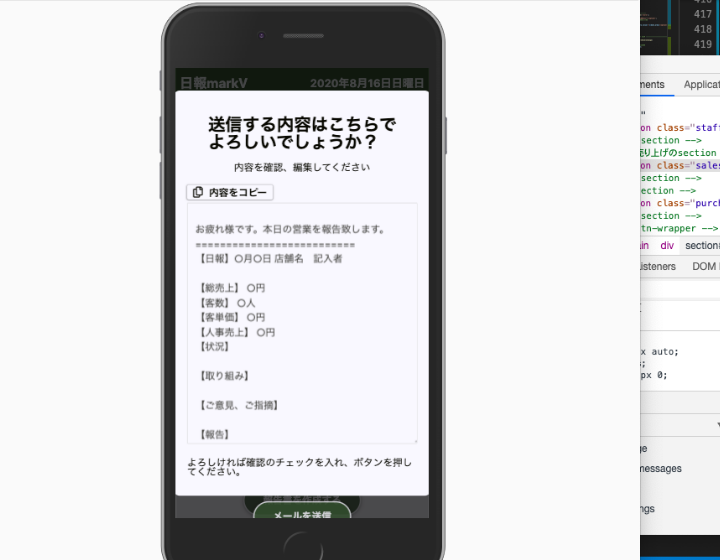 日報markV
2020年8月16日日曜日
送信する内容はこちらで
よろしいでしょうか？
内容を確認、編集してください
内容をコピー
お疲れ様です。本日の営業を報告致します。
==========================
【日報】〇月〇日 店舗名　記入者
【総売上】 〇円
【客数】 〇人
【客単価】 〇円
【人事売上】 〇円
【状況】
【取り組み】
【ご意見、ご指摘】
【報告】
よろしければ確認のチェックを入れ、ボタンを押し
てください。
メールを送信
417
418
419
ments Applicat
"
on class="staf
section -->
売り上げのsection
on class="sales
section -->
ection -->
on class="purch
section -->
tn-wrapper -->
in div section
isteners DOM
x auto;
;
px 0;
ge
messages
ngs